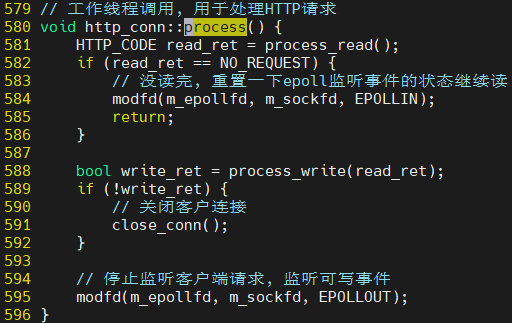 579 // 工作线程调用，用于处理HTTP请求
580 void http_conn::process() {
581     HTTP_CODE read_ret = process_read();
582     if (read_ret == NO_REQUEST) {
583         // 没读完，重置一下epoll监听事件的状态继续读
584         modfd(m_epollfd, m_sockfd, EPOLLIN);
585         return;
586     }
587
588     bool write_ret = process_write(read_ret);
589     if (!write_ret) {
590         // 关闭客户连接
591         close_conn();
592     }
593
594     // 停止监听客户端请求，监听可写事件
595     modfd(m_epollfd, m_sockfd, EPOLLOUT);
596 }